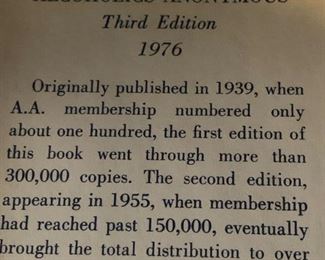 ALCOHOLICS ANONYMOUS
Third Edition
1976
Originally published in 1939, when
A.A. membership numbered only
about one hundred, the first edition of
this book went through more than
300,000 copies. The second edition,
appearing in 1955, when membership
had reached past 150,000, eventually
brought the total distribution to over